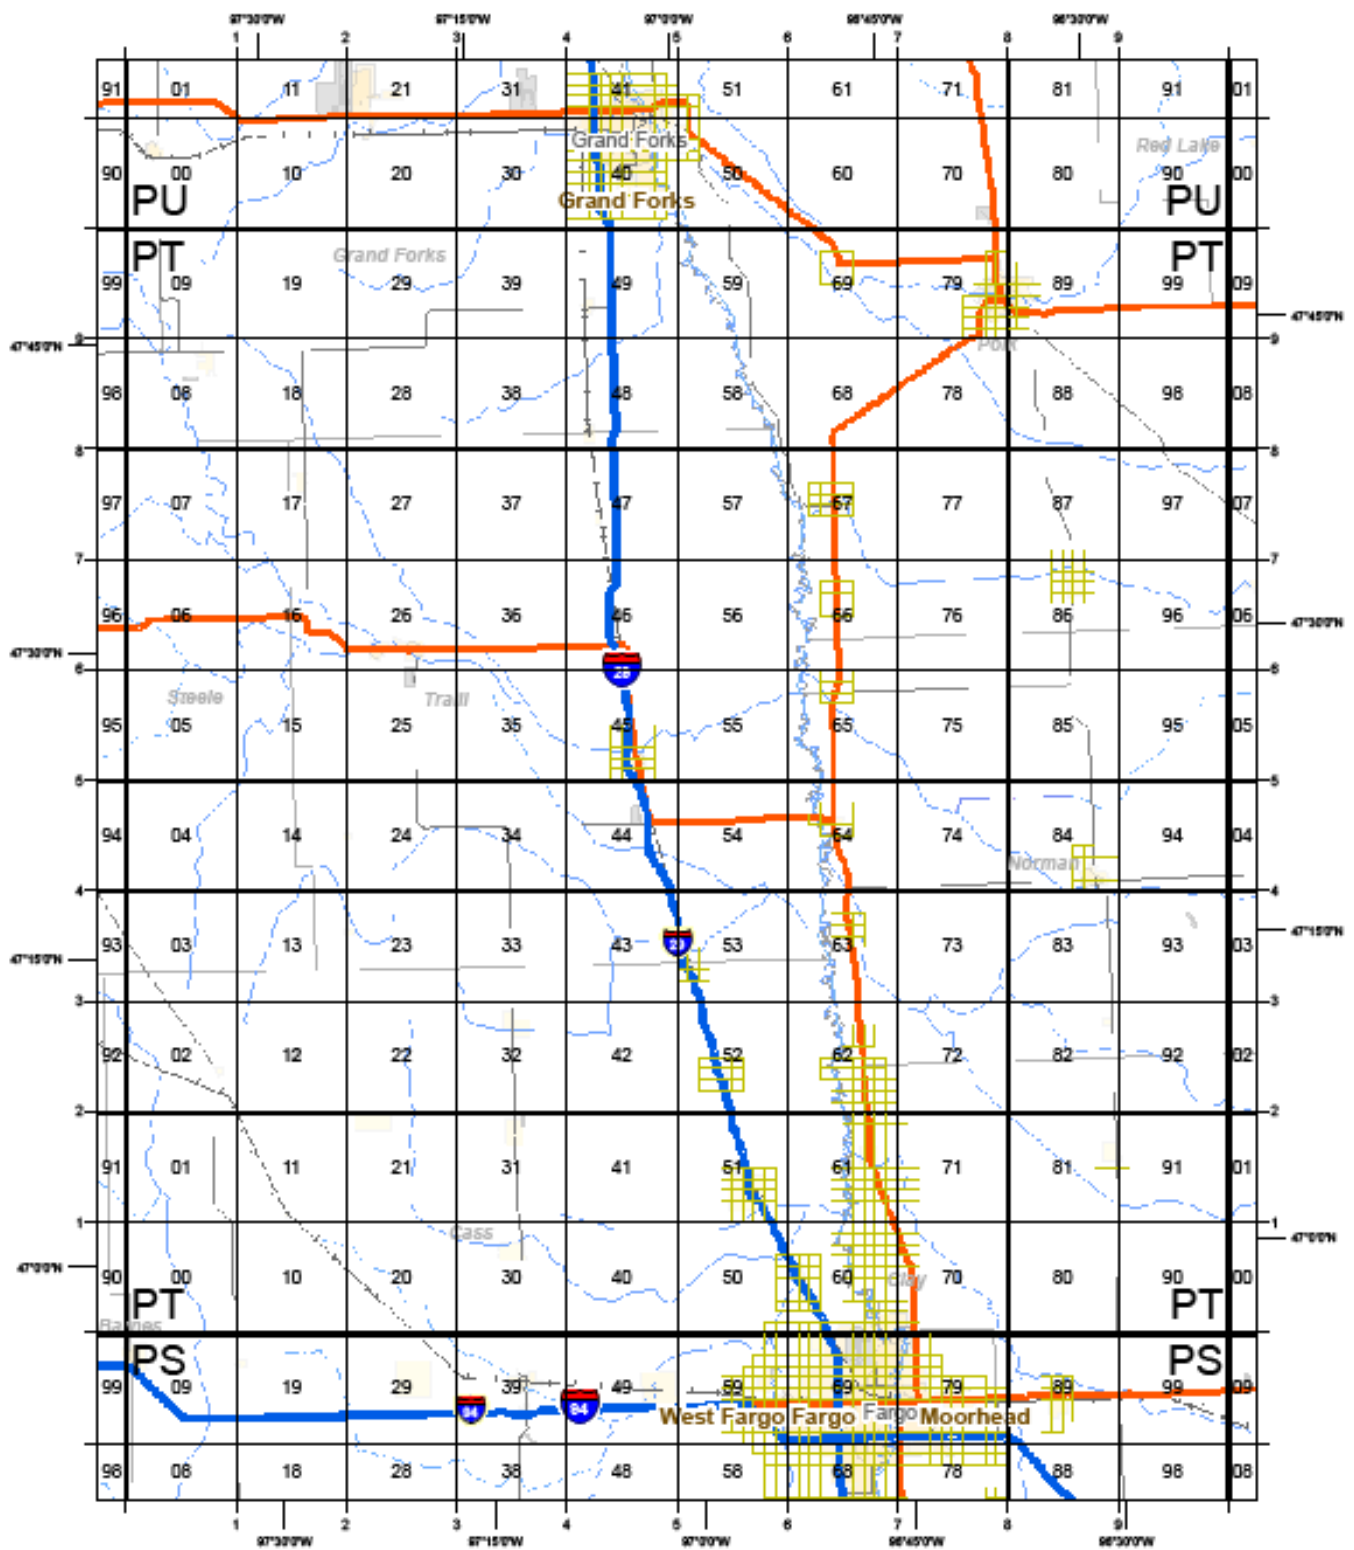 97°30'0"W 97°15'0"W 97°0'0"W 96°45'0"W 96°30'0"W
1 2 3 4 5 6 7 8 9
91 01 11 21 31 41 51 61 71 81 91 01
Grand Forks Red Lake
90 00 10 20 30 40 50 60 70 80 90 00
PU Grand Forks PU
PT Grand Forks PT
99 09 19 29 39 49 59 69 79 89 99 09
47°45'0"N
47°45'0"N 9 Polk 9
98 08 18 28 38 48 58 68 78 88 98 08
8 8
97 07 17 27 37 47 57 67 77 87 97 07
7 7
96 06 16 26 36 46 56 66 76 86 96 06
47°30'0"N
47°30'0"N 6 29 6
Steele Traill
95 05 15 25 35 45 55 65 75 85 95 05
5 5
94 04 14 24 34 44 54 64 74 84 94 04
Norman
4 4
47°15'0"N
93 03 13 23 33 43 29 53 63 73 83 93 03
47°15'0"N
3 3
92 02 12 22 32 42 52 62 72 82 92 02
2 2
91 01 11 21 31 41 51 61 71 81 91 01
1 1
Cass 47°0'0"N
47°0'0"N
90 00 10 20 30 40 50 60 Clay 70 80 90 00
PT PT
Barnes
PS PS
99 09 19 29 39 49 59 69 79 89 99 09
94 94
West Fargo Fargo Fargo Moorhead
98 08 18 28 38 48 58 68 78 88 98 08
1 2 3 4 5 6 7 8 9
97°30'0"W 97°15'0"W 97°0'0"W 96°45'0"W 96°30'0"W